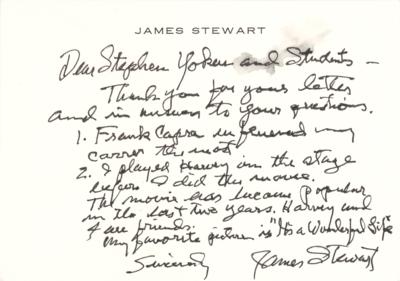 JAMES STEWART
Dear Stephen Yoken and Students —
Thank you for your letter
and in answer to your questions.
1. Frank Capra influenced my
career the most
2. I played Harvey on the stage
before I did the movie.
The movie has become popular
in the last two years. Harvey and
I are friends.
My favorite picture is "It's a Wonderful Life"
Sincerely James Stewart